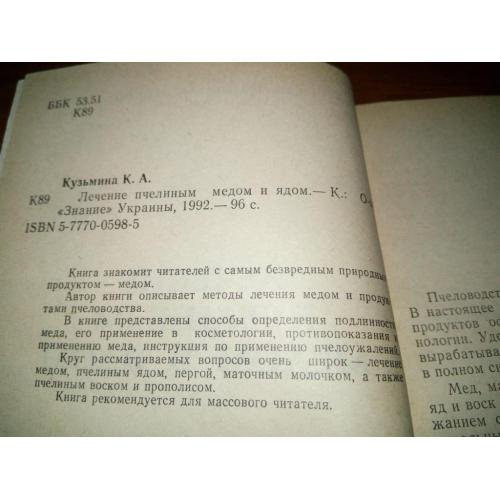 ББК 53.51
К89
Кузьмина К. А.
К89 Лечение пчелиным медом и ядом.— К.: О-
«Знание» Украины, 1992.— 96 с.
ISBN 5-7770-0598-5
Книга знакомит читателей с самым безвредным природным
продуктом — медом.
Автор книги описывает методы лечения медом и продук-
тами пчеловодства.
В книге представлены способы определения подлинности
меда, его применение в косметологии, противопоказания к
применению меда, инструкция по применению пчелоужалений.
Круг рассматриваемых вопросов очень широк — лечение
медом, пчелиным ядом, пергой, маточным молочком, а также
пчелиным воском и прополисом.
Книга рекомендуется для массового читателя.
Пчеловодст
В настоящее
продуктов
нологии. Уде
вырабатыва
в полном
Мед, ма
яд и воск
жанием с